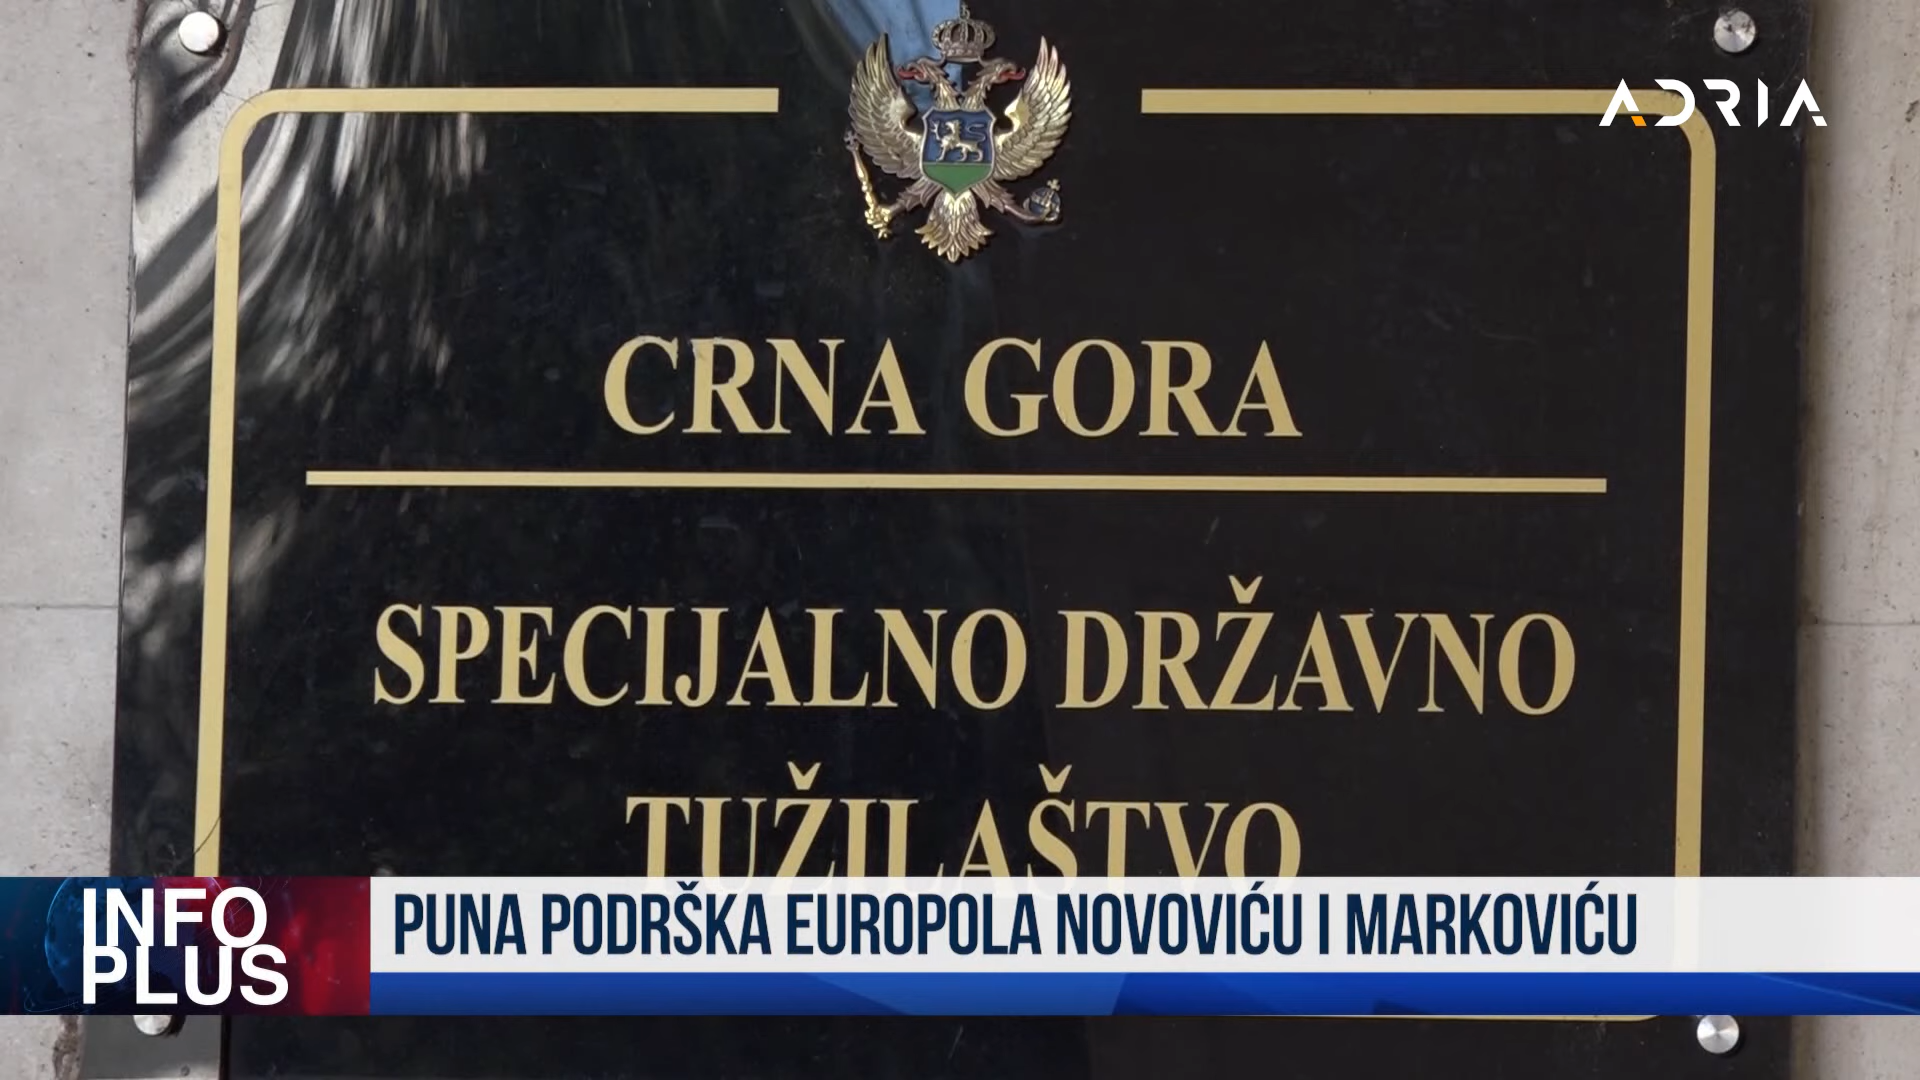 ADRIA
CRNA GORA
SPECIJALNO DRŽAVNO
TUŽILAŠTVO
INFO
PLUS
PUNA PODRŠKA EUROPOLA NOVOVIĆU I MARKOVIĆU